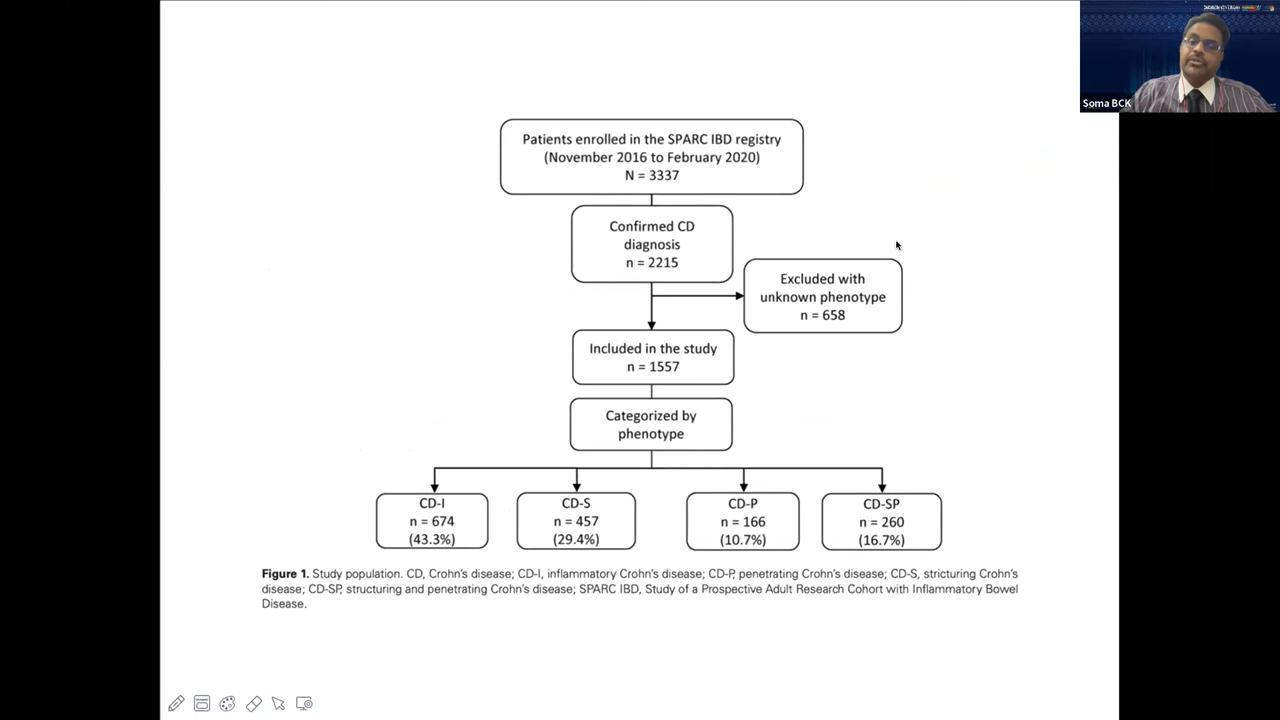 Patients enrolled in the SPARC IBD registry
(November 2016 to February 2020)
N = 3337
Confirmed CD
diagnosis
n = 2215
Excluded with
unknown phenotype
n = 658
Included in the study
n = 1557
Categorized by
phenotype
CD-I
n = 674
(43.3%)
CD-S
n = 457
(29.4%)
CD-P
n = 166
(10.7%)
CD-SP
n = 260
(16.7%)
Figure 1. Study population. CD, Crohn's disease; CD-I, inflammatory Crohn's disease; CD-P, penetrating Crohn's disease; CD-S, stricturing Crohn's
disease; CD-SP, structuring and penetrating Crohn's disease; SPARC IBD, Study of a Prospective Adult Research Cohort with Inflammatory Bowel
Disease.
Soma BCK